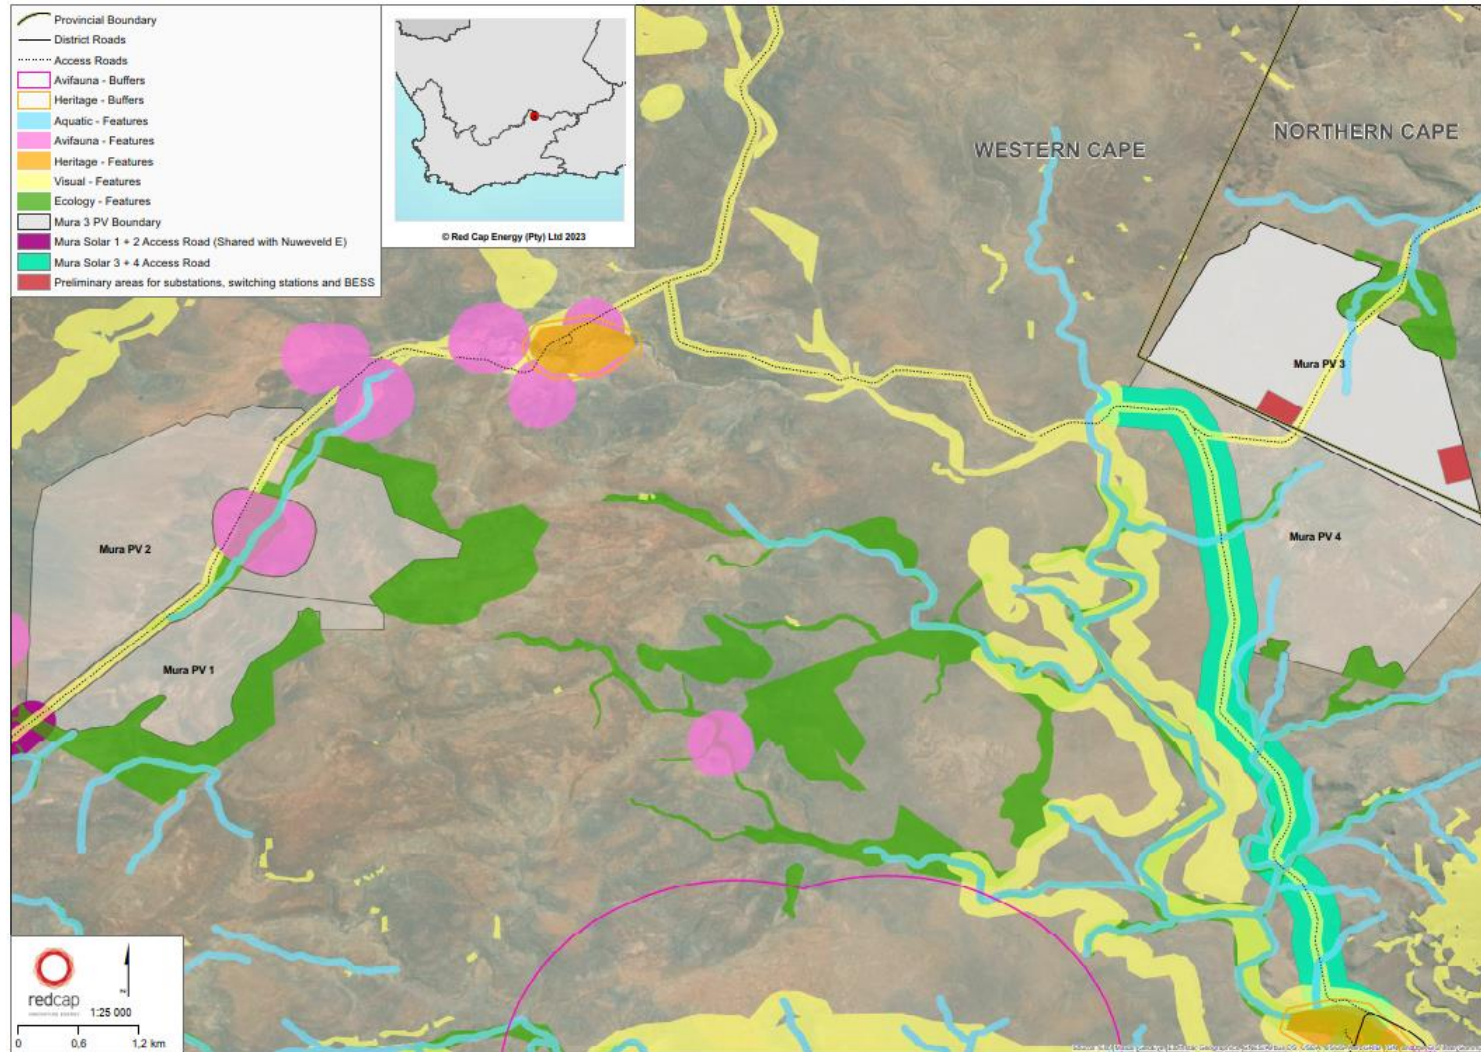 Provincial Boundary
District Roads
Access Roads
Avifauna - Buffers
Heritage - Buffers
Aquatic - Features
Avifauna - Features
Heritage - Features
Visual - Features
Ecology - Features
Mura 3 PV Boundary
Mura Solar 1 + 2 Access Road (Shared with Nuweveld E)
Mura Solar 3 + 4 Access Road
Preliminary areas for substations, switching stations and BESS
© Red Cap Energy (Pty) Ltd 2023
WESTERN CAPE
NORTHERN CAPE
Mura PV 3
Mura PV 2
Mura PV 4
Mura PV 1
redcap
1:25 000
0 0,6 1,2 km